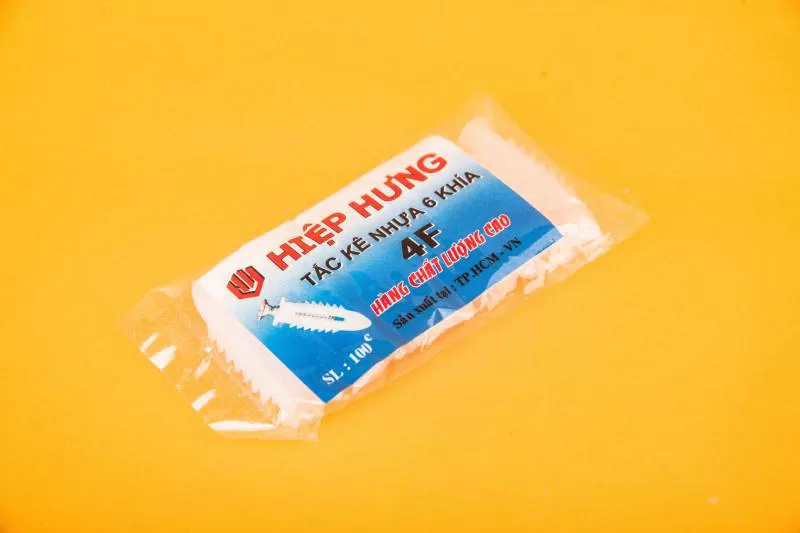 HIỆP HƯNG
TÁC KÊ NHỰA 6 KHÍA
4F
HÀNG CHẤT LƯỢNG CAO
Sản xuất tại : TP.HCM - VN
SL : 100c